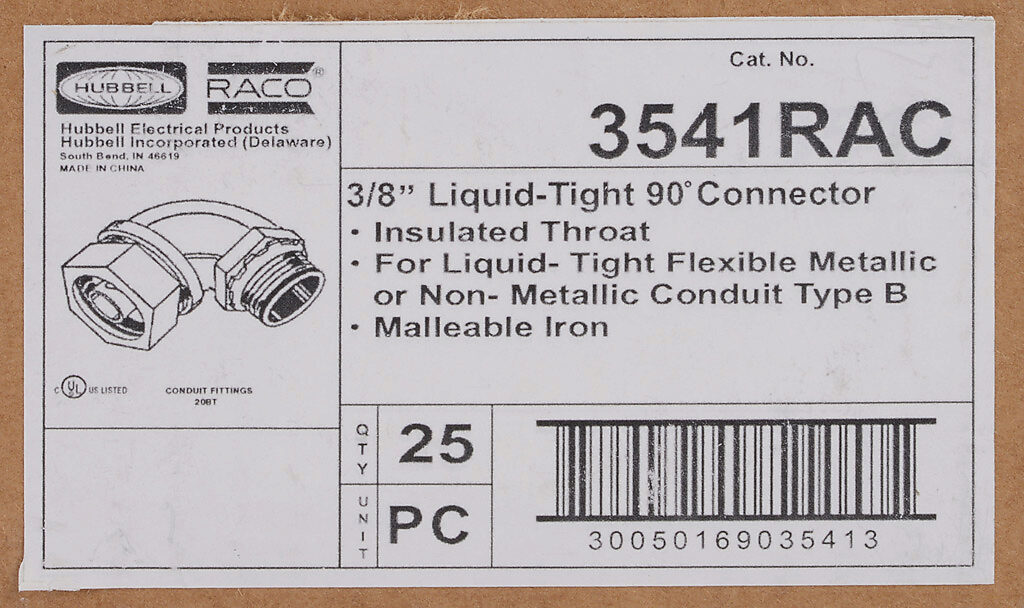 HUBBELL RACO®
Hubbell Electrical Products
Hubbell Incorporated (Delaware)
South Bend, IN 46619
MADE IN CHINA
C UL US LISTED
CONDUIT FITTINGS
20BT
Cat. No.
3541RAC
3/8” Liquid-Tight 90° Connector
• Insulated Throat
• For Liquid- Tight Flexible Metallic
or Non- Metallic Conduit Type B
• Malleable Iron
QTY 25
UNIT PC
30050169035413